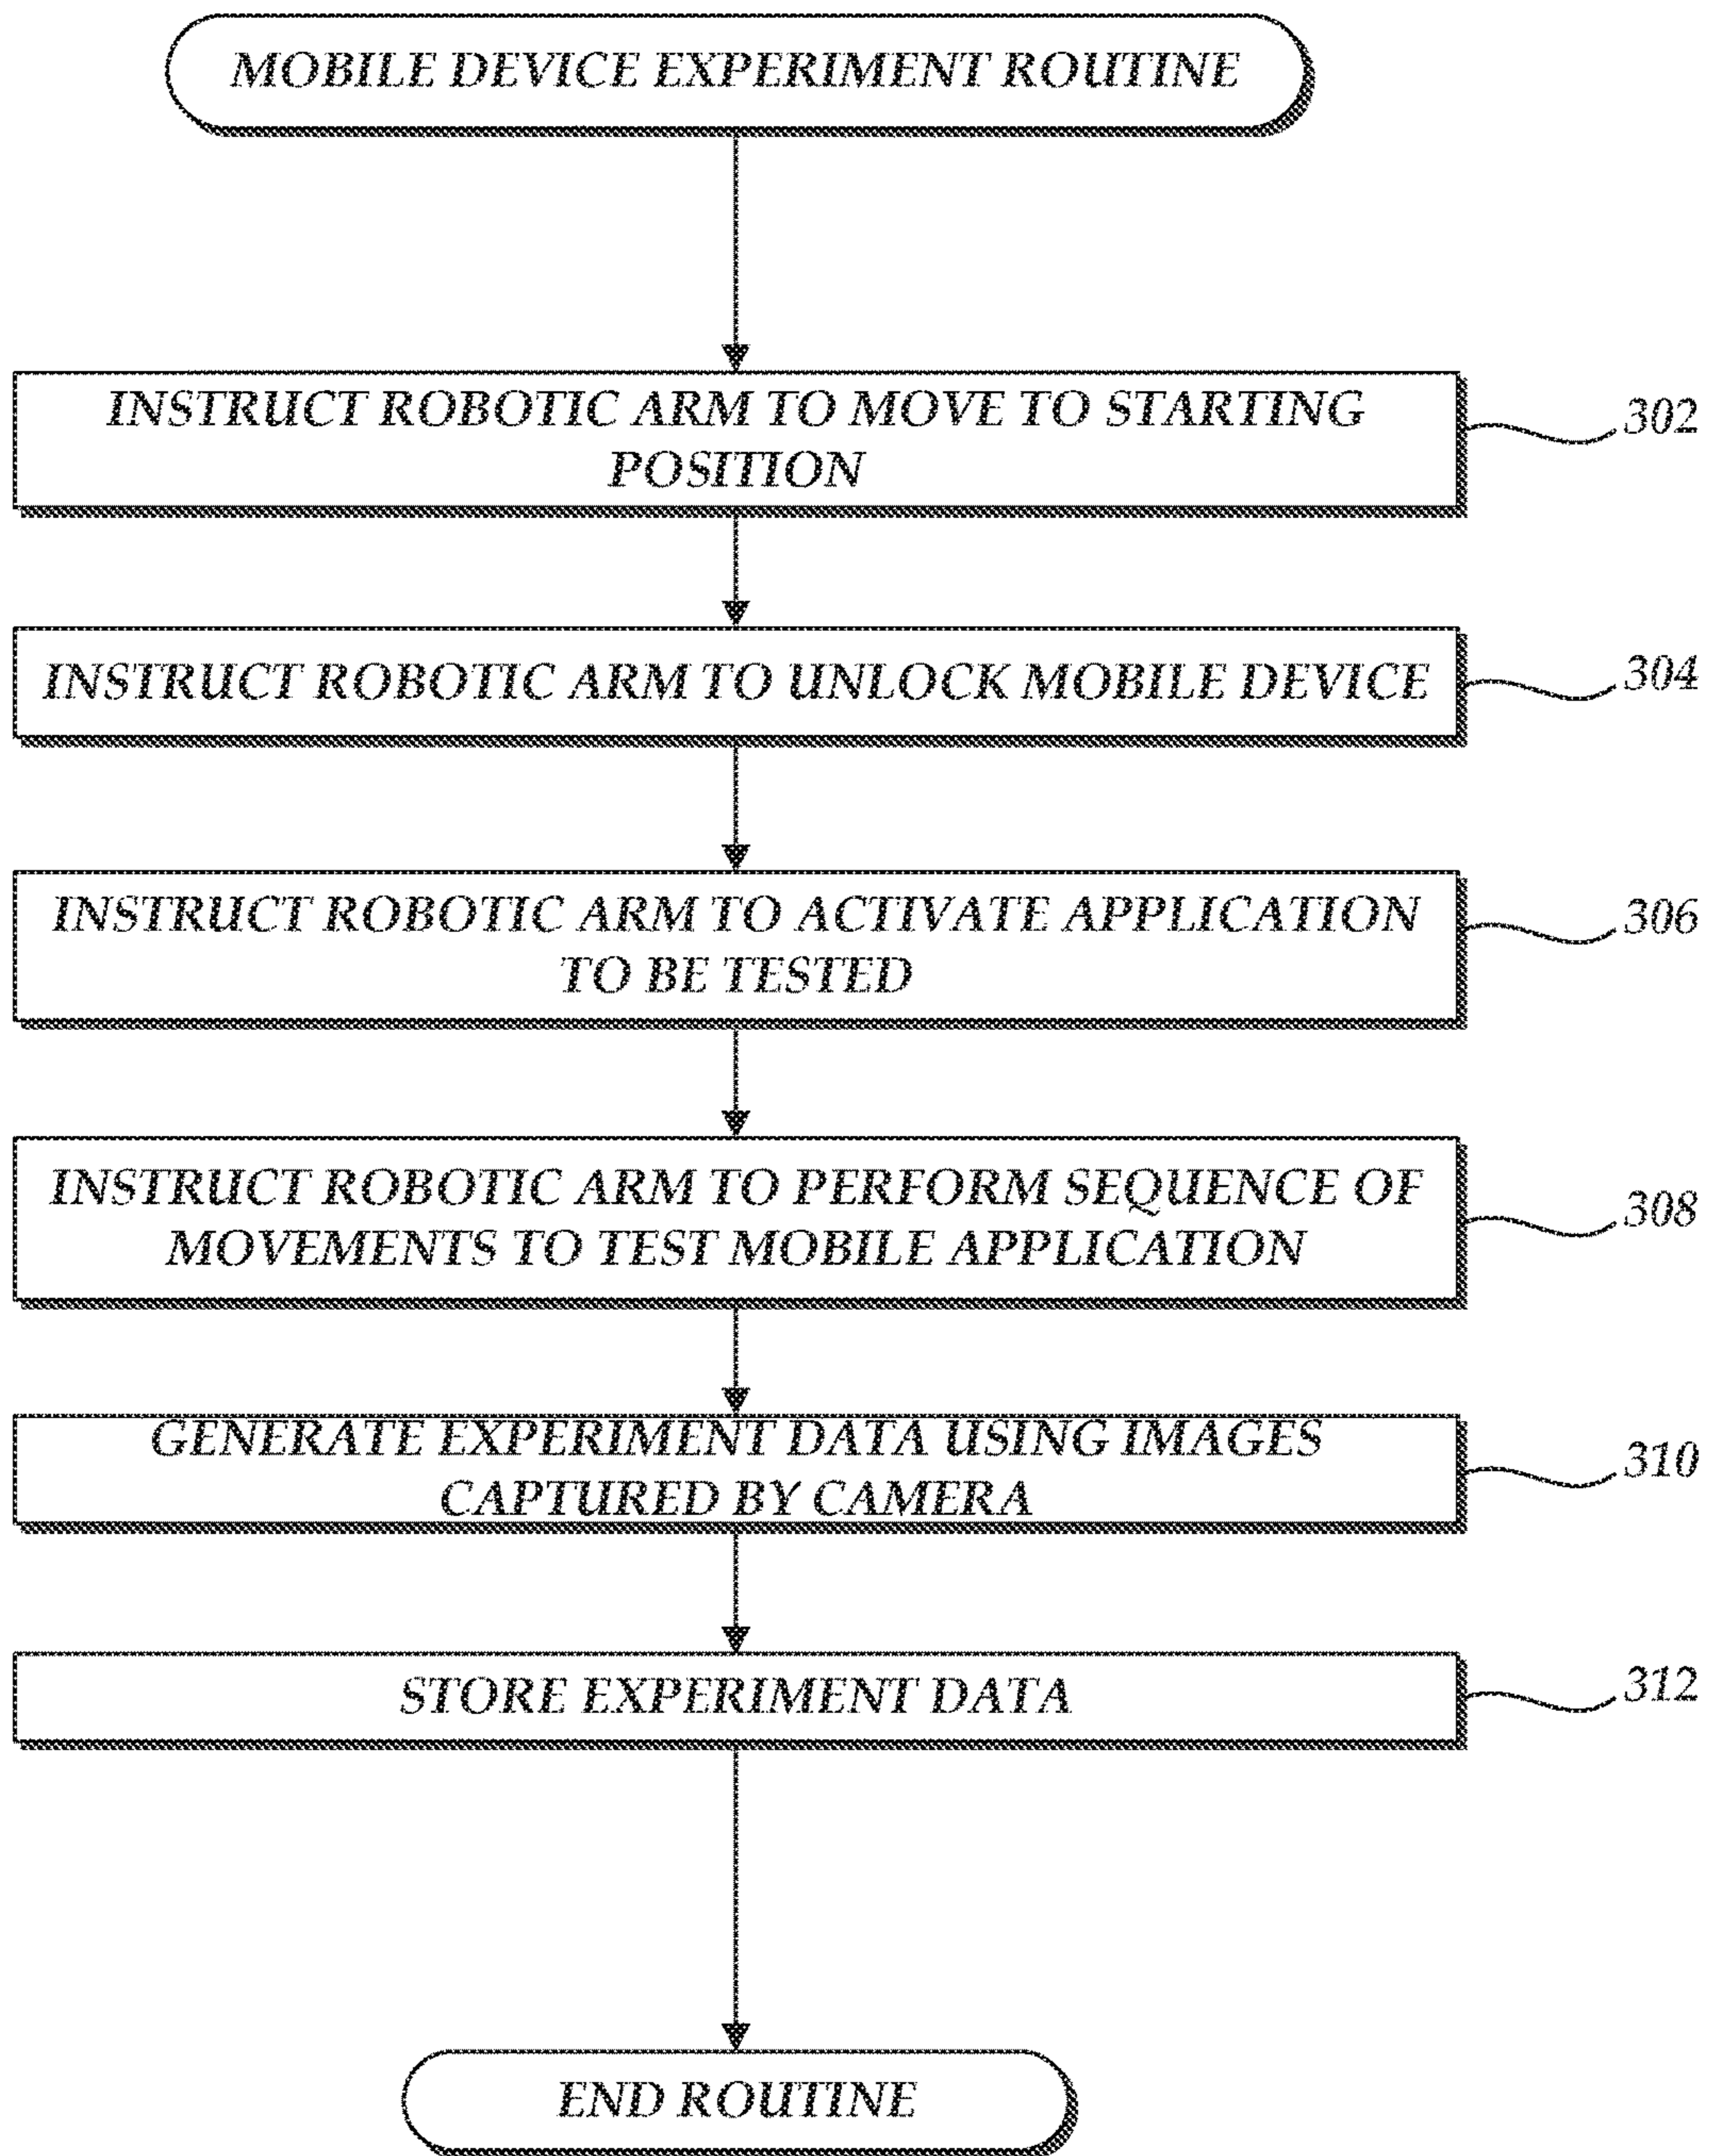 MOBILE DEVICE EXPERIMENT ROUTINE
INSTRUCT ROBOTIC ARM TO MOVE TO STARTING
POSITION
302
INSTRUCT ROBOTIC ARM TO UNLOCK MOBILE DEVICE
304
INSTRUCT ROBOTIC ARM TO ACTIVATE APPLICATION
TO BE TESTED
306
INSTRUCT ROBOTIC ARM TO PERFORM SEQUENCE OF
MOVEMENTS TO TEST MOBILE APPLICATION
308
GENERATE EXPERIMENT DATA USING IMAGES
CAPTURED BY CAMERA
310
STORE EXPERIMENT DATA
312
END ROUTINE